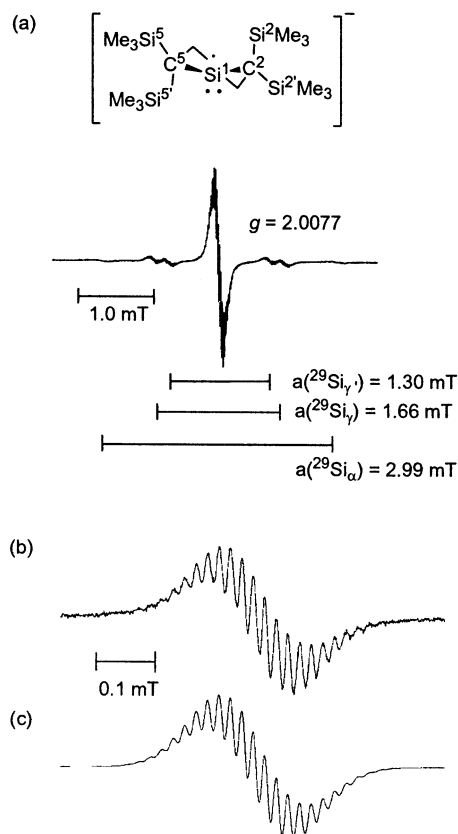 (a)
Me₃Si⁵
Me₃Si⁵'
C⁵
Si¹
C²
Si²Me₃
Si²'Me₃
−
g = 2.0077
1.0 mT
a(²⁹Siγ') = 1.30 mT
a(²⁹Siγ) = 1.66 mT
a(²⁹Siα) = 2.99 mT
(b)
0.1 mT
(c)